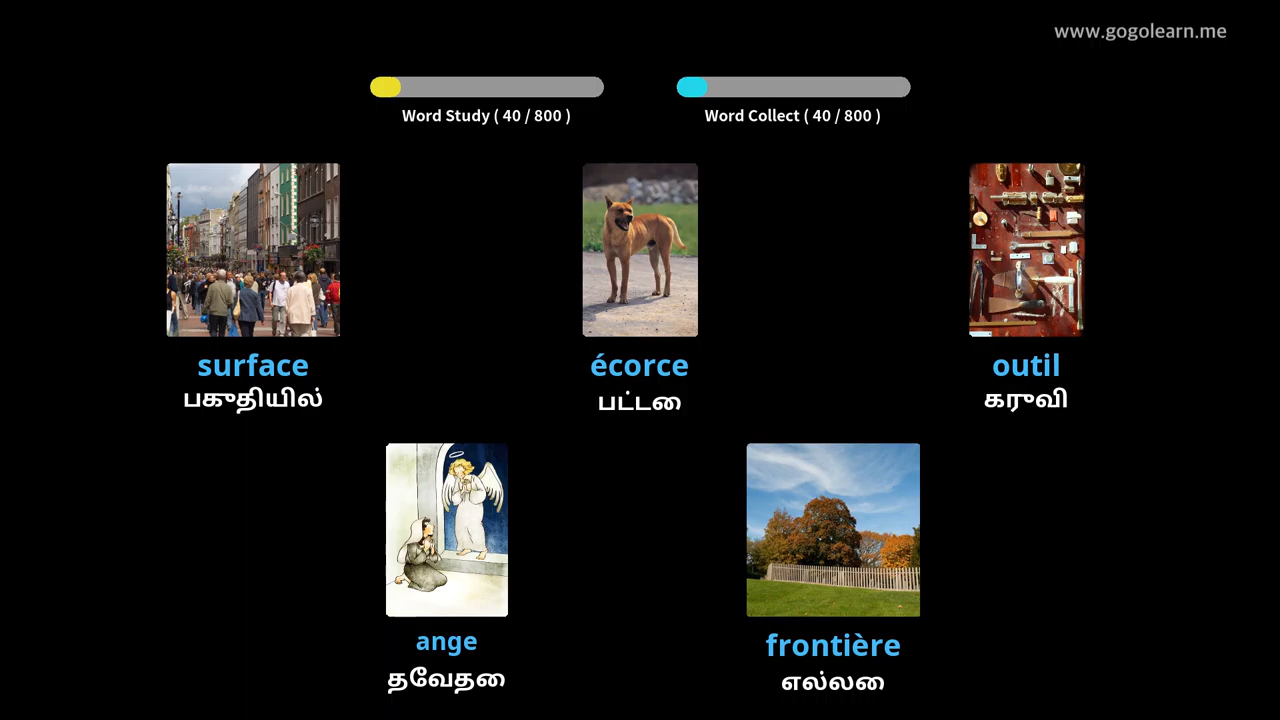 www.gogolearn.me
Word Study ( 40 / 800 )
Word Collect ( 40 / 800 )
surface
écorce
outil
பகுதியில்
பட்டை
கருவி
ange
frontière
தேவதை
எல்லை